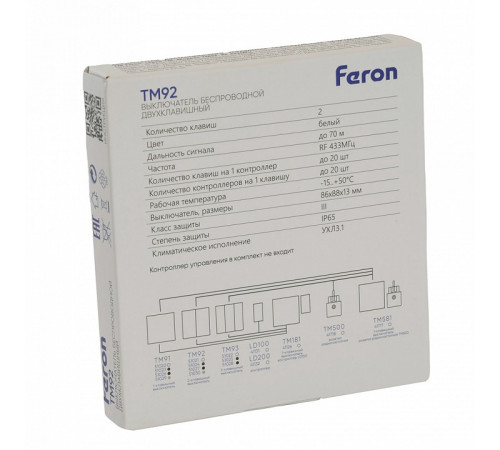 Feron
TM92
ВЫКЛЮЧАТЕЛЬ БЕСПРОВОДНОЙ
ДВУХКЛАВИШНЫЙ
Количество клавиш 2
Цвет белый
Дальность сигнала до 70 м
Частота RF 433МГц
Количество клавиш на 1 контроллер до 20 шт
Количество контроллеров на 1 клавишу до 20 шт
Рабочая температура -15..+50°C
Выключатель, размеры 86x88x13 мм
Класс защиты III
Степень защиты IP65
Климатическое исполнение УХЛ3.1
Контроллер управления в комплект не входит
TM91
TM92
TM93
LD100
LD200
TM181
TM500
TM581
Feron
TM92
EAC